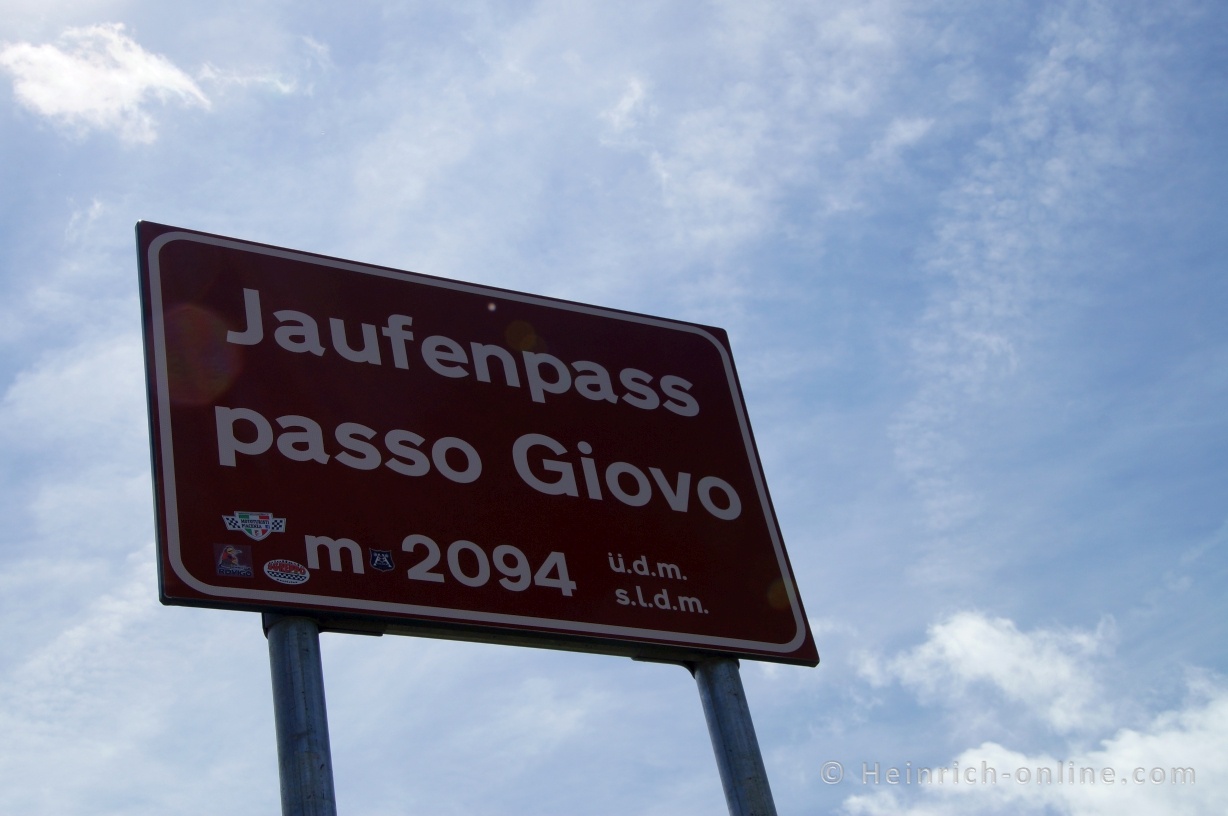 Jaufenpass
passo Giovo
m 2094
ü.d.m.
s.l.d.m.
© Heinrich-online.com